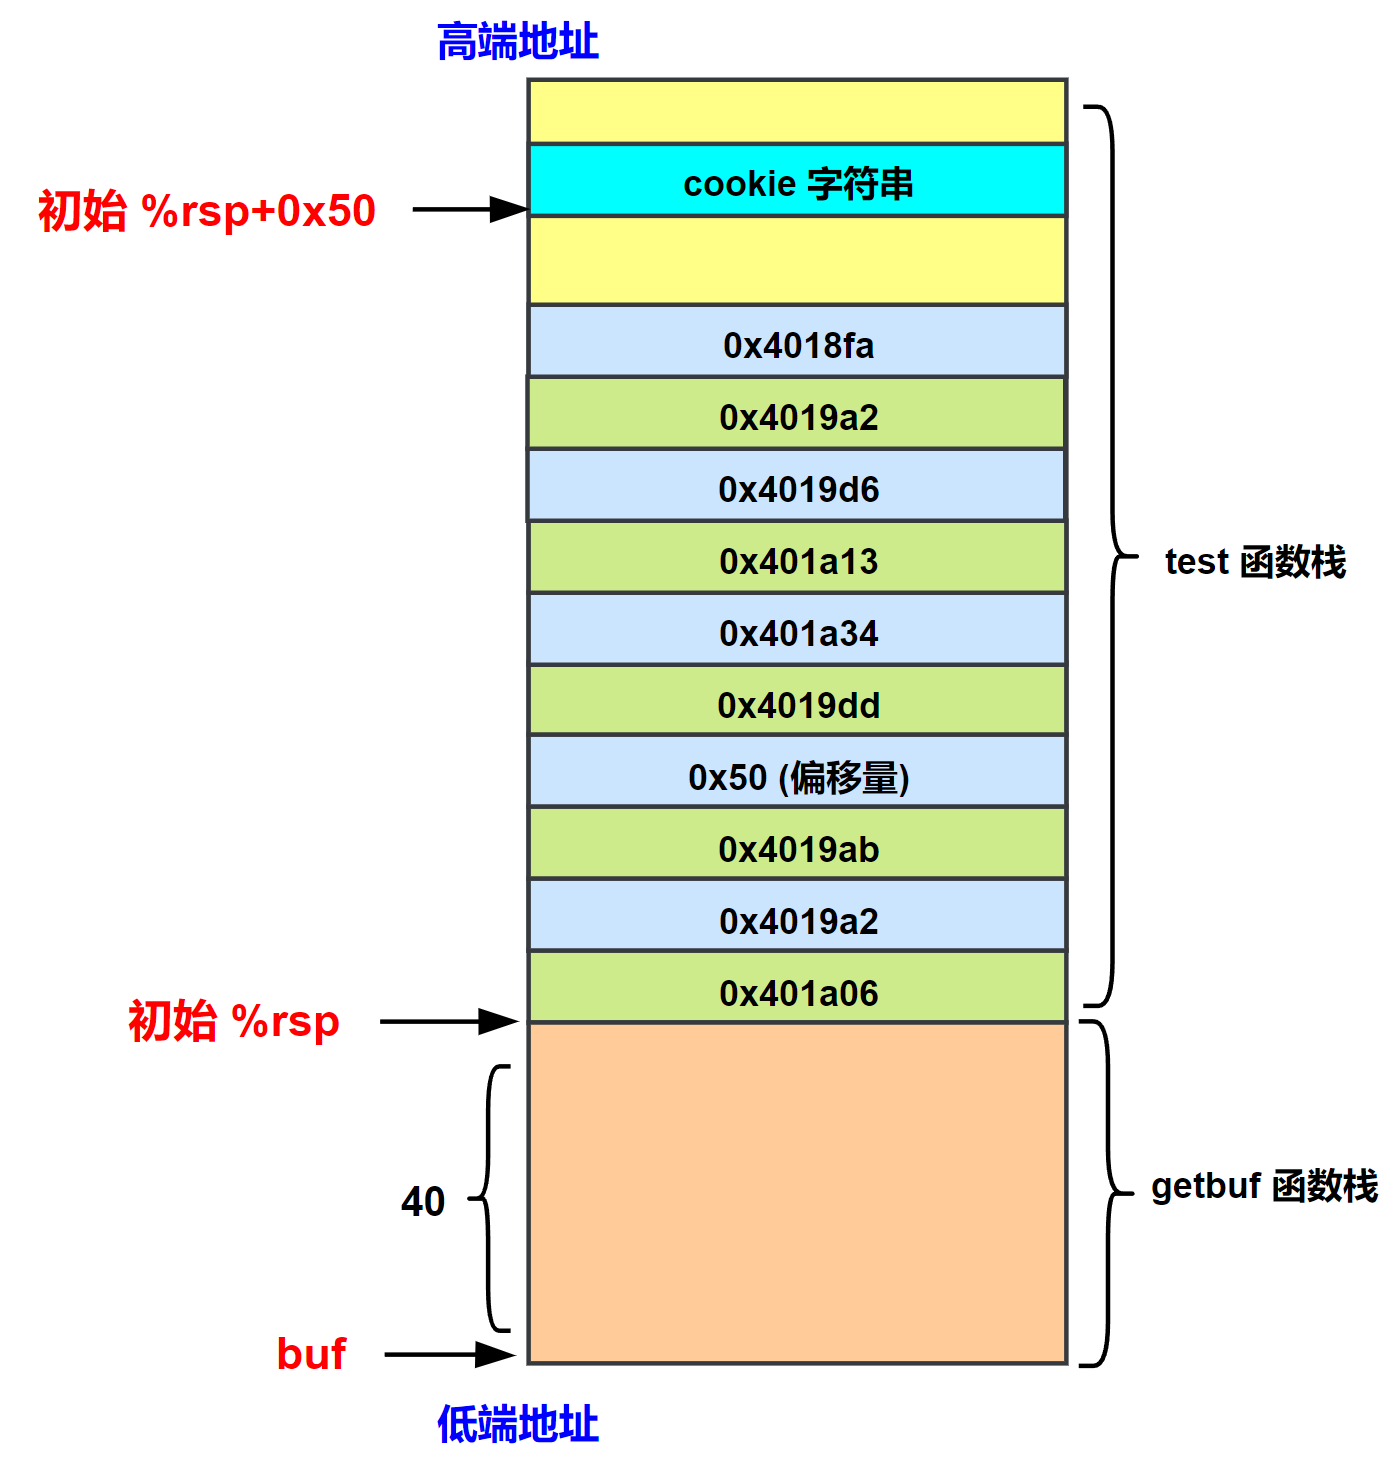 高端地址
cookie 字符串
初始 %rsp+0x50
0x4018fa
0x4019a2
0x4019d6
0x401a13
test 函数栈
0x401a34
0x4019dd
0x50 (偏移量)
0x4019ab
0x4019a2
0x401a06
初始 %rsp
40
getbuf 函数栈
buf
低端地址